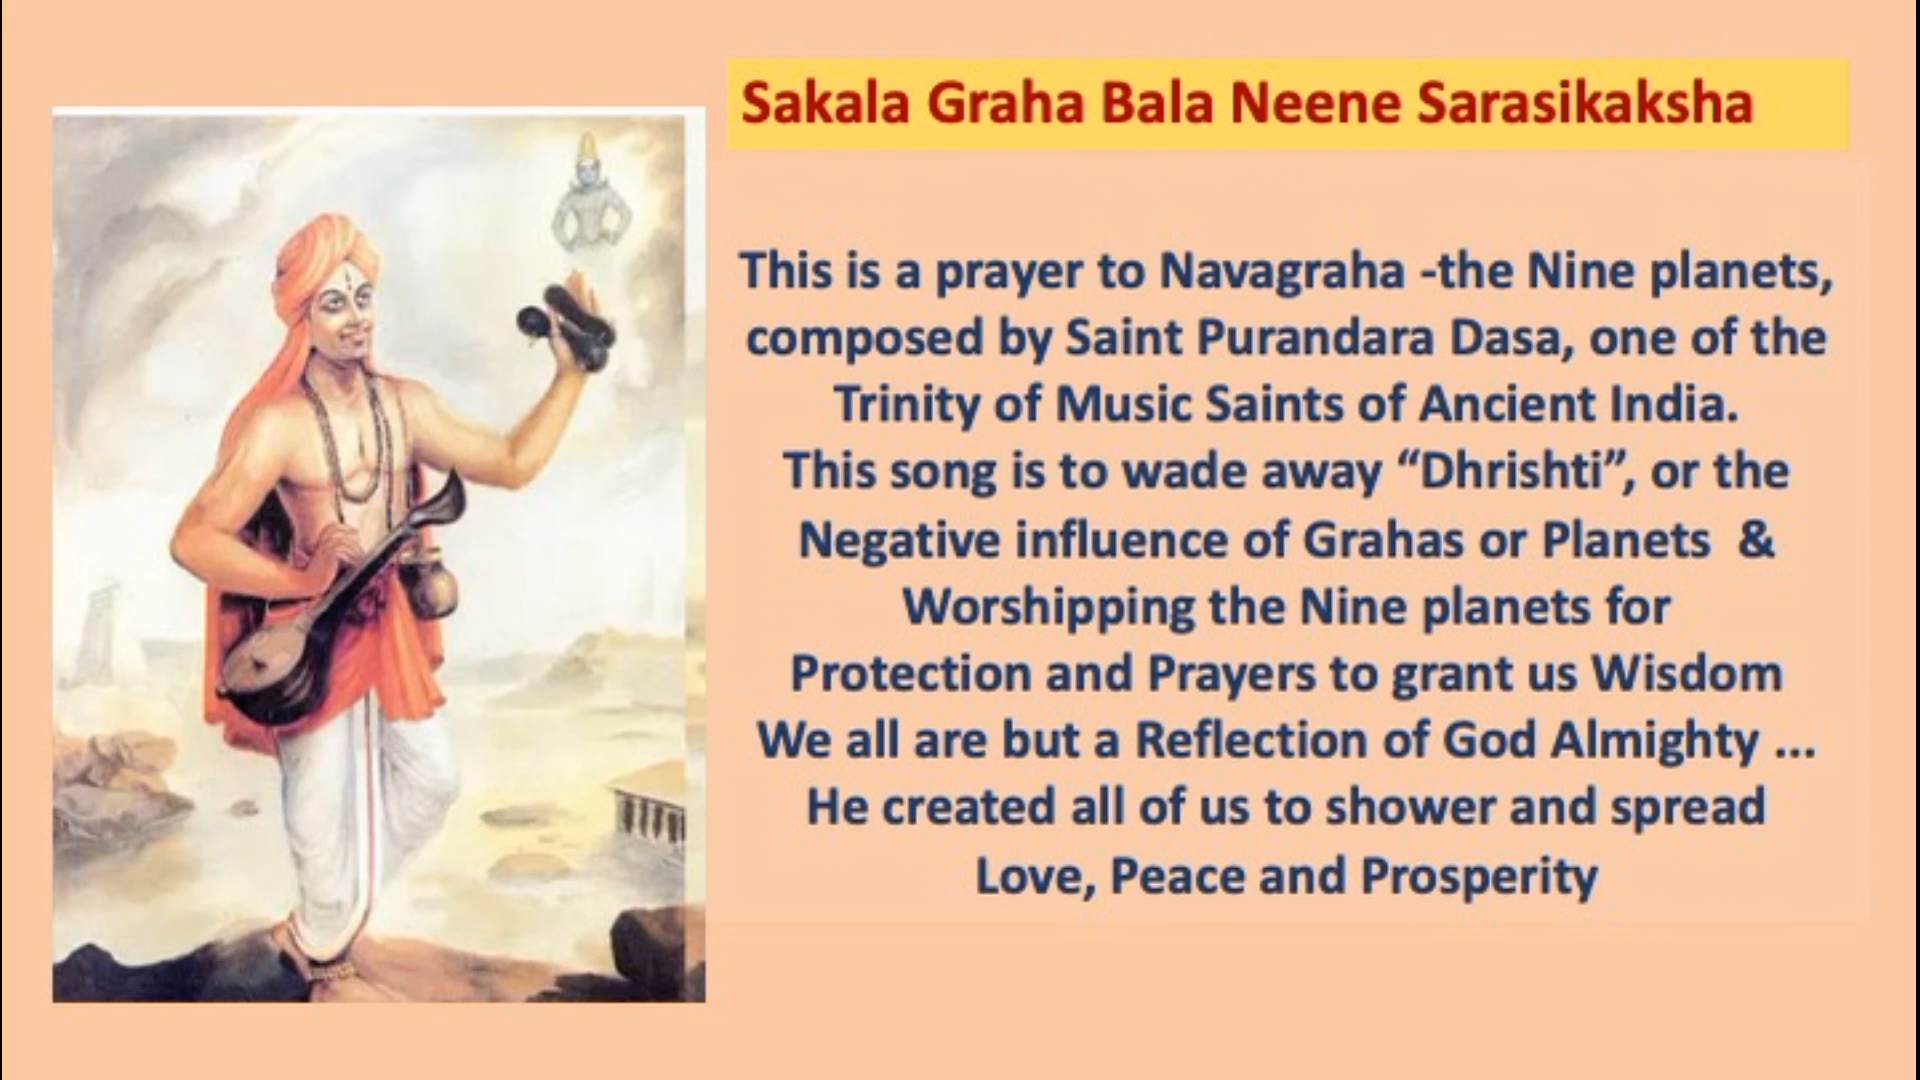 Sakala Graha Bala Neene Sarasikaksha
This is a prayer to Navagraha -the Nine planets,
composed by Saint Purandara Dasa, one of the
Trinity of Music Saints of Ancient India.
This song is to wade away “Dhrishti”, or the
Negative influence of Grahas or Planets &
Worshipping the Nine planets for
Protection and Prayers to grant us Wisdom
We all are but a Reflection of God Almighty ...
He created all of us to shower and spread
Love, Peace and Prosperity